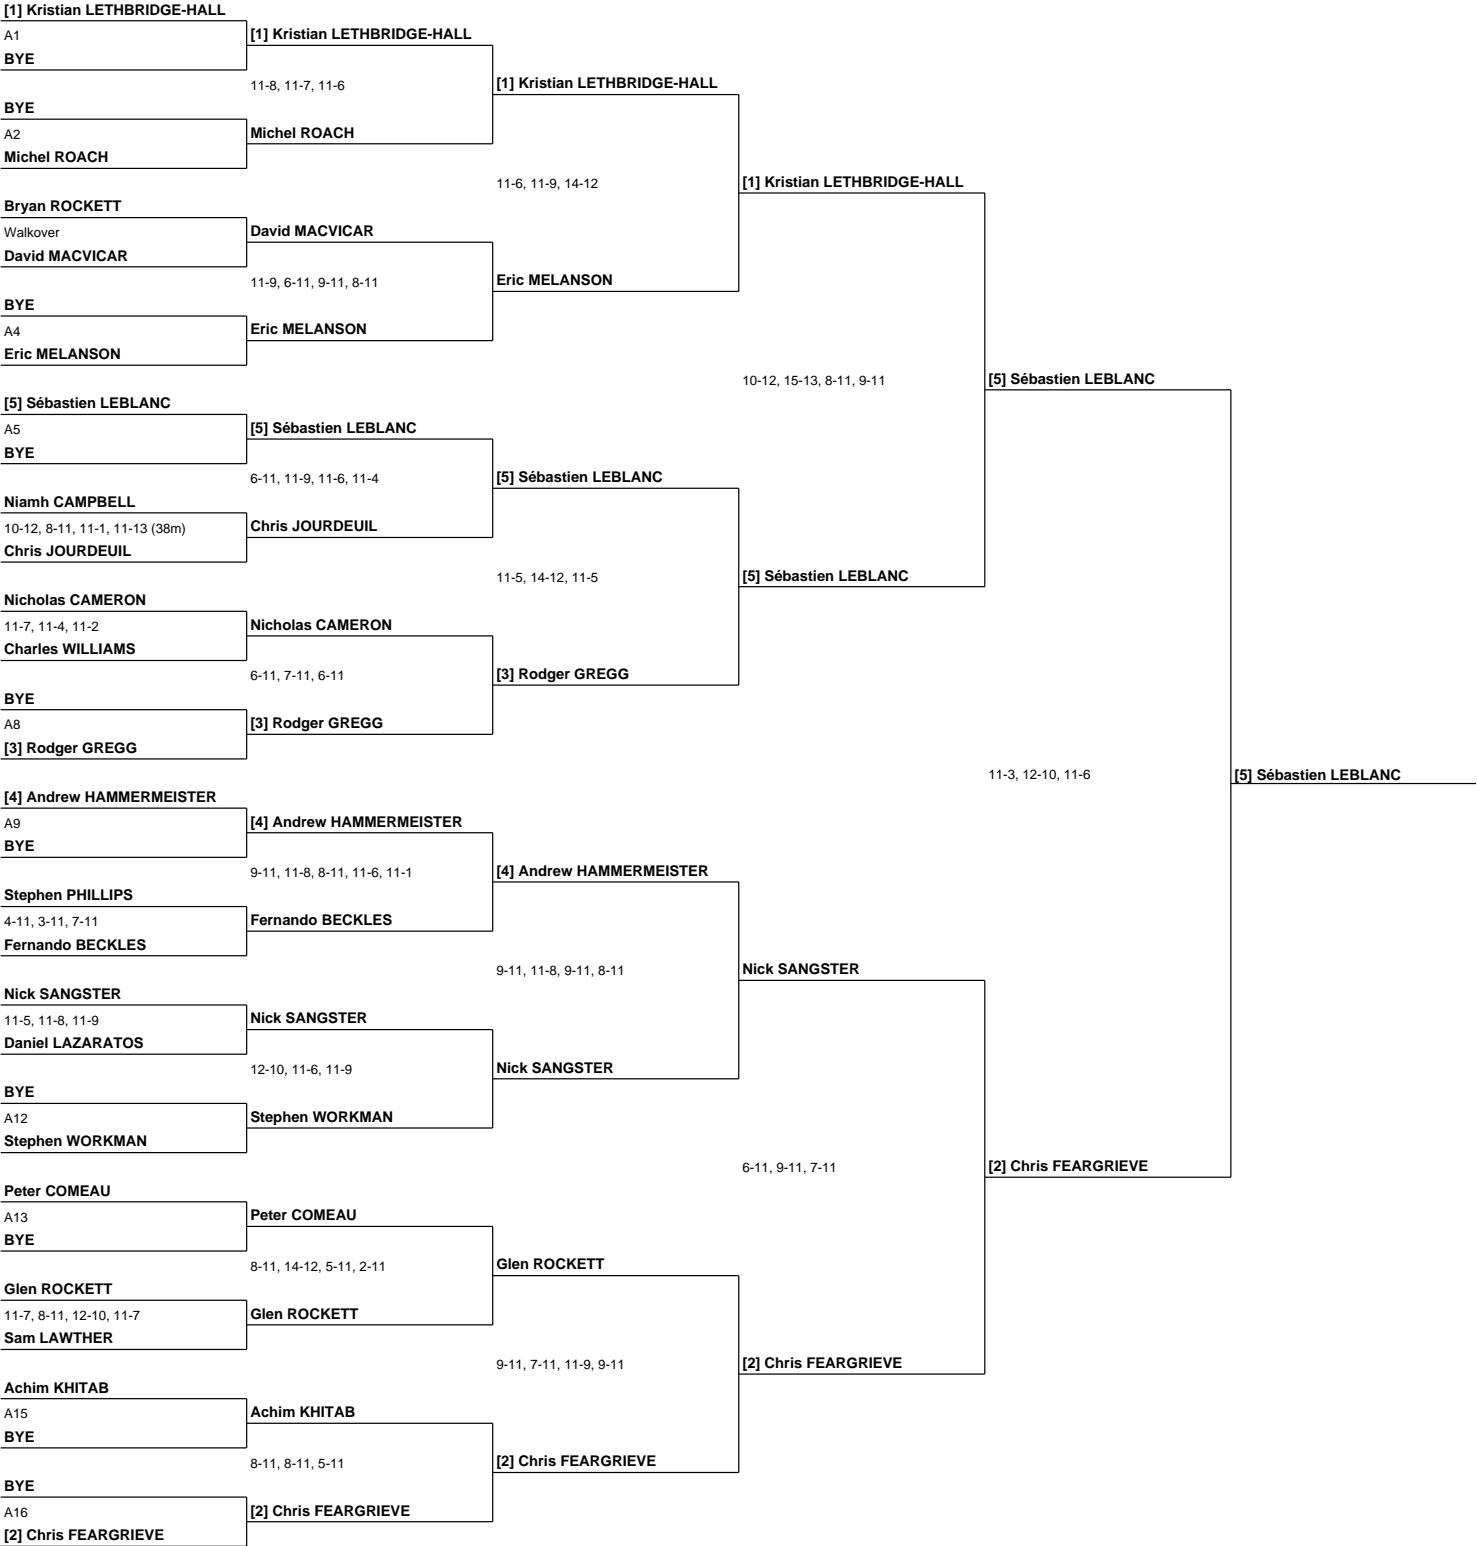 [1] Kristian LETHBRIDGE-HALL
A1
BYE
BYE
A2
Michel ROACH
Bryan ROCKETT
Walkover
David MACVICAR
BYE
A4
Eric MELANSON
[5] Sébastien LEBLANC
A5
BYE
Niamh CAMPBELL
10-12, 8-11, 11-1, 11-13 (38m)
Chris JOURDEUIL
Nicholas CAMERON
11-7, 11-4, 11-2
Charles WILLIAMS
BYE
A8
[3] Rodger GREGG
[4] Andrew HAMMERMEISTER
A9
BYE
Stephen PHILLIPS
4-11, 3-11, 7-11
Fernando BECKLES
Nick SANGSTER
11-5, 11-8, 11-9
Daniel LAZARATOS
BYE
A12
Stephen WORKMAN
Peter COMEAU
A13
BYE
Glen ROCKETT
11-7, 8-11, 12-10, 11-7
Sam LAWTHER
Achim KHITAB
A15
BYE
BYE
A16
[2] Chris FEARGRIEVE
[1] Kristian LETHBRIDGE-HALL
11-8, 11-7, 11-6
Michel ROACH
David MACVICAR
11-9, 6-11, 9-11, 8-11
Eric MELANSON
[5] Sébastien LEBLANC
6-11, 11-9, 11-6, 11-4
Chris JOURDEUIL
Nicholas CAMERON
6-11, 7-11, 6-11
[3] Rodger GREGG
[4] Andrew HAMMERMEISTER
9-11, 11-8, 8-11, 11-6, 11-1
Fernando BECKLES
Nick SANGSTER
12-10, 11-6, 11-9
Stephen WORKMAN
Peter COMEAU
8-11, 14-12, 5-11, 2-11
Glen ROCKETT
Achim KHITAB
8-11, 8-11, 5-11
[2] Chris FEARGRIEVE
[1] Kristian LETHBRIDGE-HALL
11-6, 11-9, 14-12
Eric MELANSON
[5] Sébastien LEBLANC
11-5, 14-12, 11-5
[3] Rodger GREGG
[4] Andrew HAMMERMEISTER
9-11, 11-8, 9-11, 8-11
Nick SANGSTER
Glen ROCKETT
9-11, 7-11, 11-9, 9-11
[2] Chris FEARGRIEVE
[1] Kristian LETHBRIDGE-HALL
10-12, 15-13, 8-11, 9-11
[5] Sébastien LEBLANC
Nick SANGSTER
6-11, 9-11, 7-11
[2] Chris FEARGRIEVE
[5] Sébastien LEBLANC
11-3, 12-10, 11-6
[2] Chris FEARGRIEVE
[5] Sébastien LEBLANC